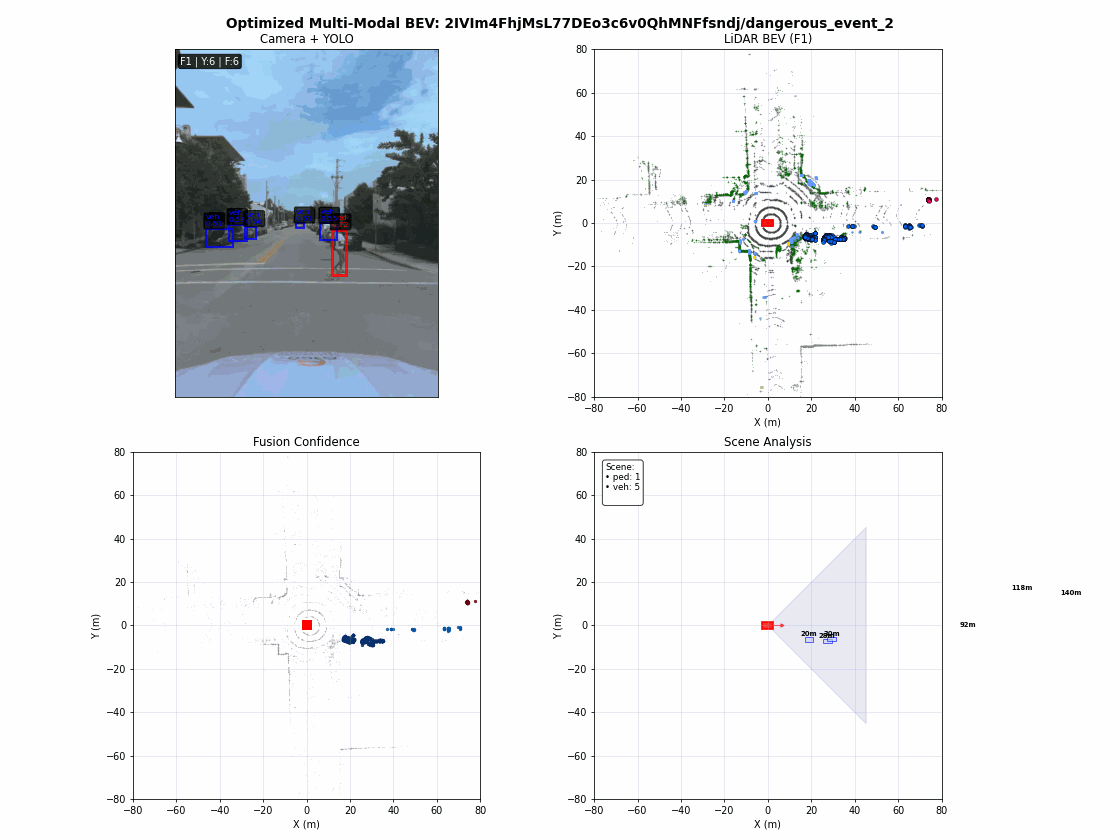 Optimized Multi-Modal BEV: 2IVIm4FhjMsL77DEo3c6v0QhMNFfsndj/dangerous_event_2
Camera + YOLO
F1 | Y:6 | F:6
LiDAR BEV (F1)
80
60
40
20
0
−20
−40
−60
−80
Y (m)
−80 −60 −40 −20 0 20 40 60 80
X (m)
Fusion Confidence
80
60
40
20
0
−20
−40
−60
−80
Y (m)
−80 −60 −40 −20 0 20 40 60 80
X (m)
Scene Analysis
Scene:
• ped: 1
• veh: 5
80
60
40
20
0
−20
−40
−60
−80
Y (m)
118m
140m
92m
20m
−80 −60 −40 −20 0 20 40 60 80
X (m)